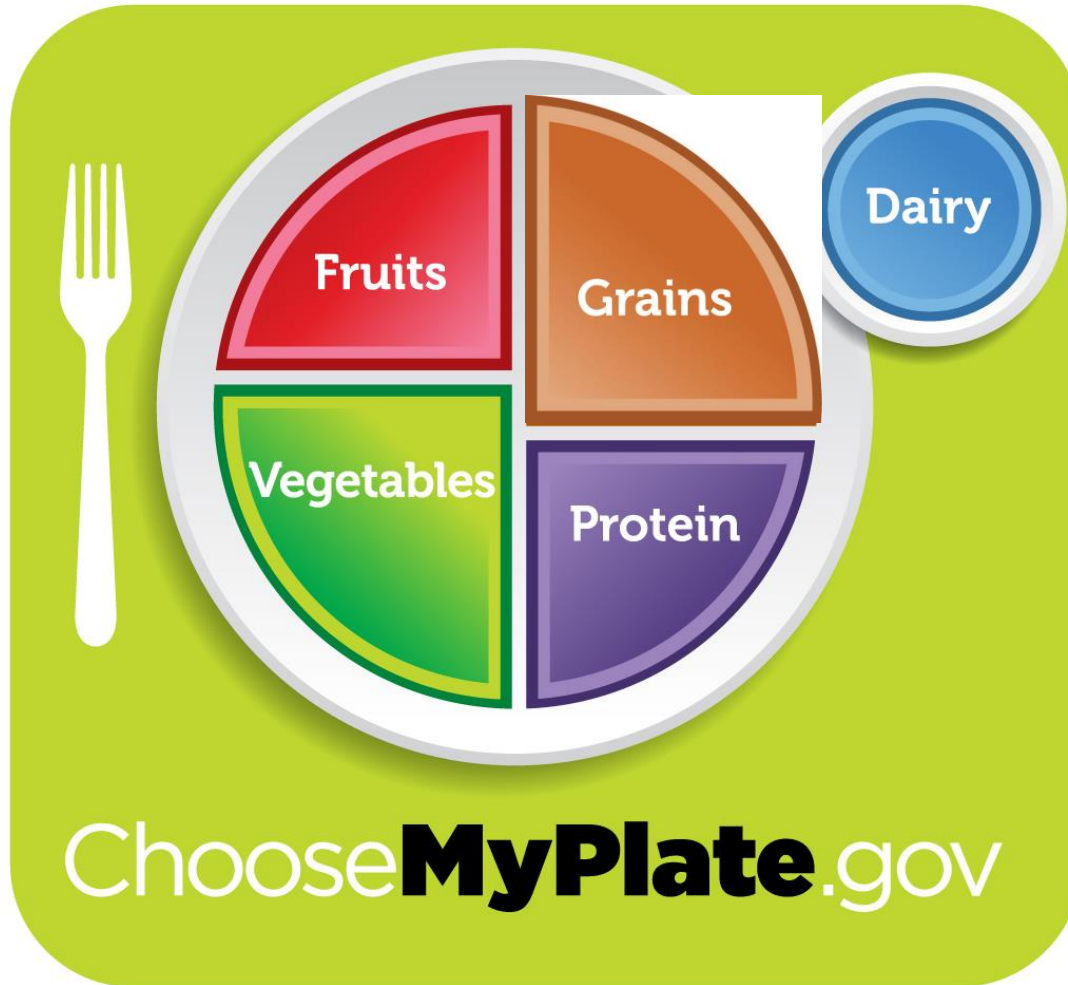 Fruits
Grains
Dairy
Vegetables
Protein
ChooseMyPlate.gov